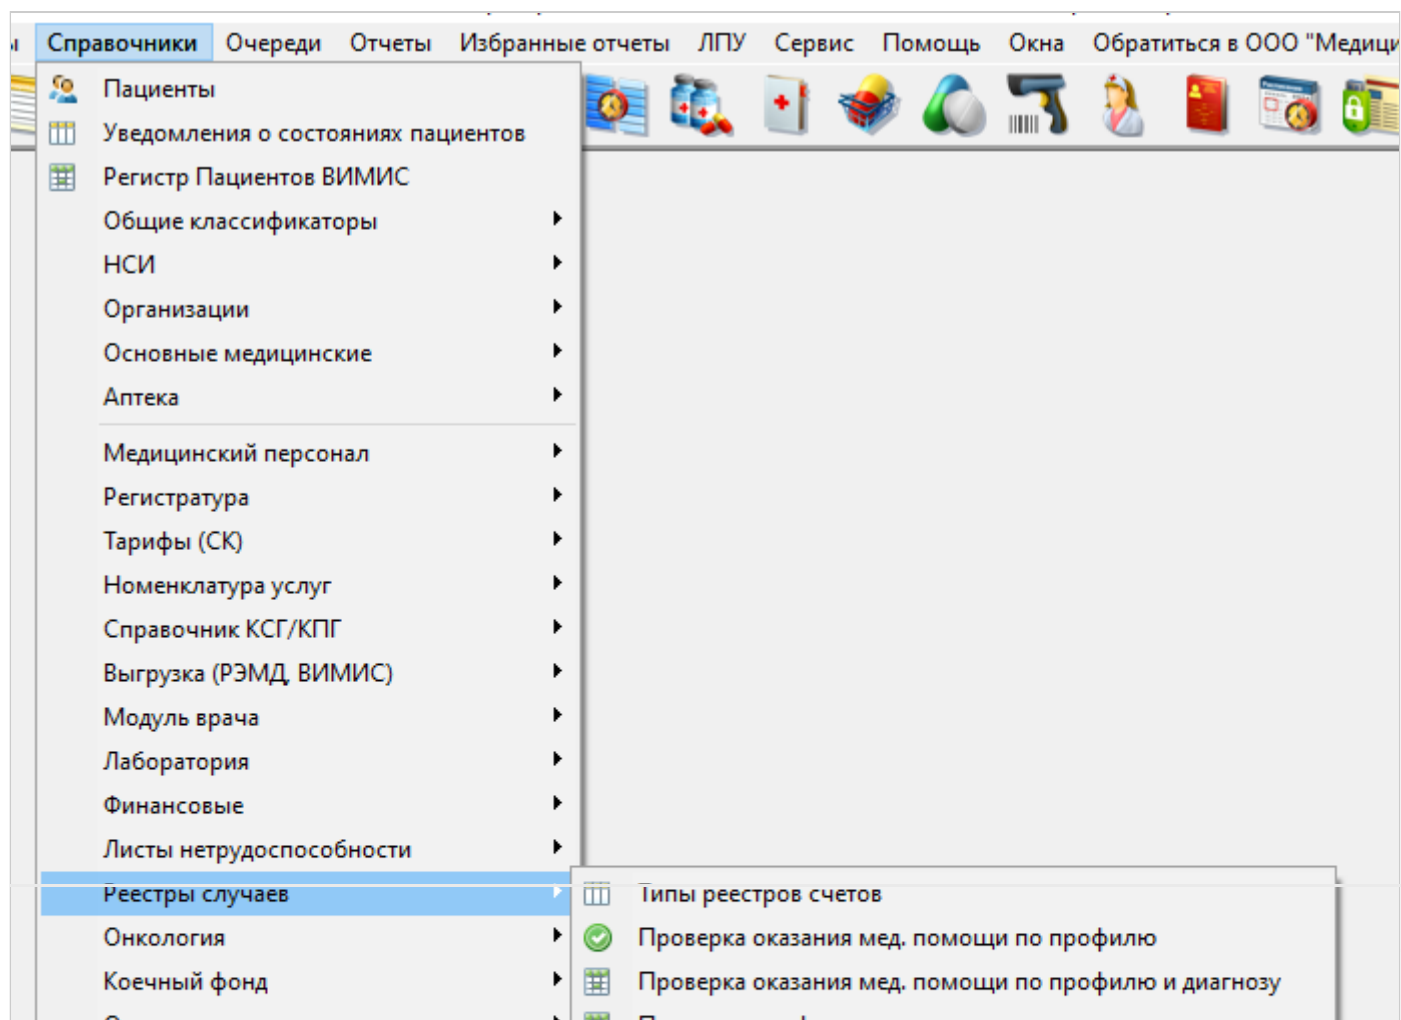 Справочники Очереди Отчеты Избранные отчеты ЛПУ Сервис Помощь Окна Обратиться в ООО "Медици
Пациенты
Уведомления о состояниях пациентов
Регистр Пациентов ВИМИС
Общие классификаторы
НСИ
Организации
Основные медицинские
Аптека
Медицинский персонал
Регистратура
Тарифы (СК)
Номенклатура услуг
Справочник КСГ/КПГ
Выгрузка (РЭМД, ВИМИС)
Модуль врача
Лаборатория
Финансовые
Листы нетрудоспособности
Реестры случаев
Типы реестров счетов
Онкология
Проверка оказания мед. помощи по профилю
Коечный фонд
Проверка оказания мед. помощи по профилю и диагнозу